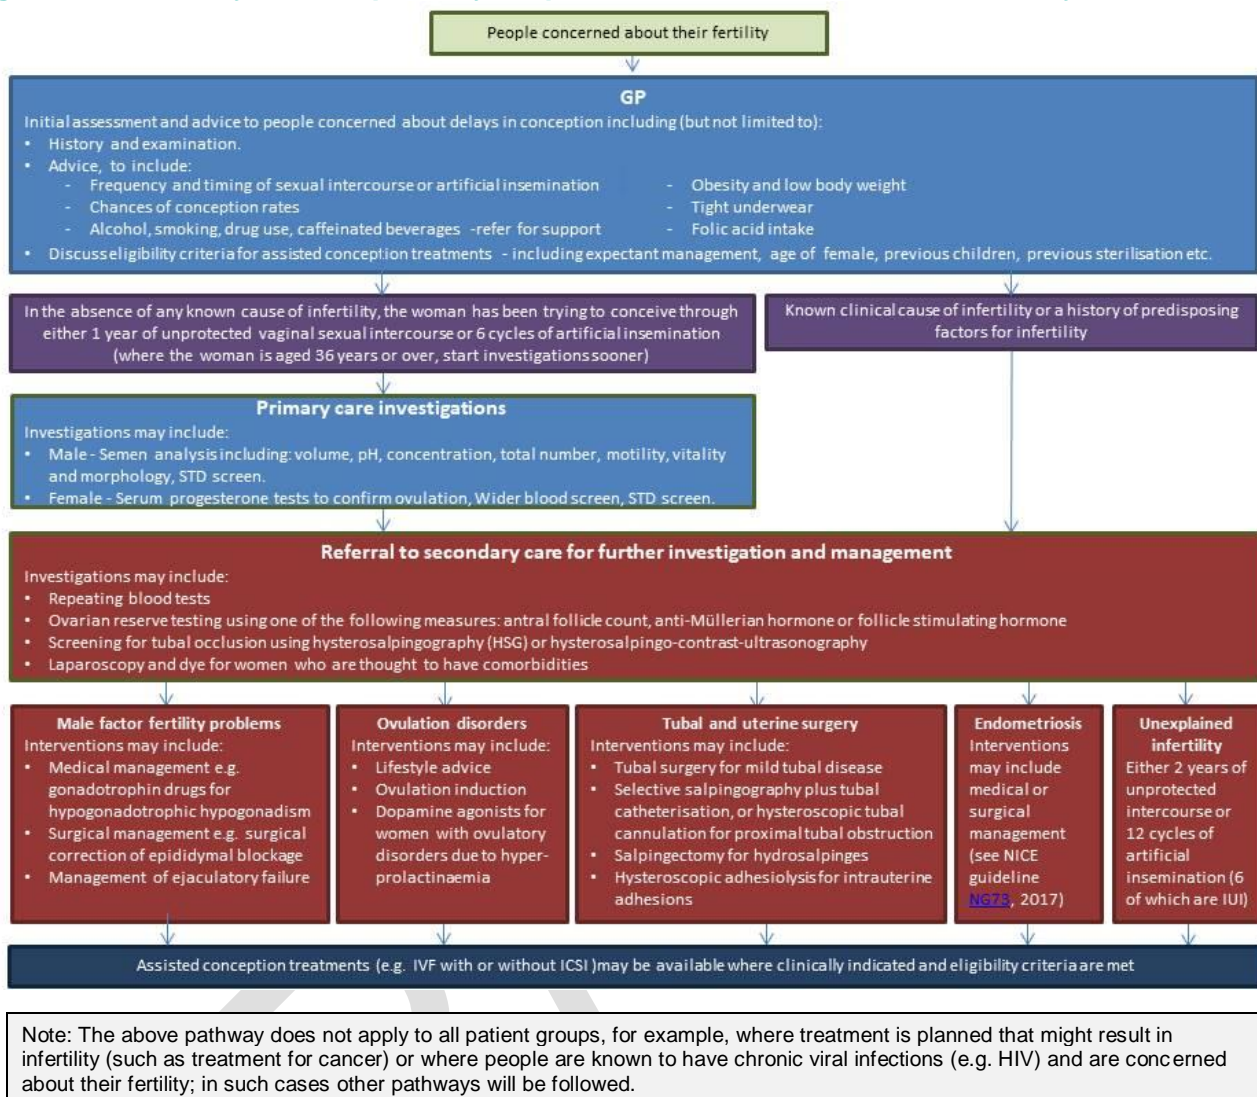 People concerned about their fertility
GP
Initial assessment and advice to people concerned about delays in conception including (but not limited to):
• History and examination.
• Advice, to include:
- Frequency and timing of sexual intercourse or artificial insemination
- Chances of conception rates
- Alcohol, smoking, drug use, caffeinated beverages -refer for support
- Obesity and low body weight
- Tight underwear
- Folic acid intake
• Discuss eligibility criteria for assisted conception treatments - including expectant management, age of female, previous children, previous sterilisation etc.
In the absence of any known cause of infertility, the woman has been trying to conceive through
either 1 year of unprotected vaginal sexual intercourse or 6 cycles of artificial insemination
(where the woman is aged 36 years or over, start investigations sooner)
Known clinical cause of infertility or a history of predisposing
factors for infertility
Primary care investigations
Investigations may include:
• Male - Semen analysis including: volume, pH, concentration, total number, motility, vitality
and morphology, STD screen.
• Female - Serum progesterone tests to confirm ovulation, Wider blood screen, STD screen.
Referral to secondary care for further investigation and management
Investigations may include:
• Repeating blood tests
• Ovarian reserve testing using one of the following measures: antral follicle count, anti-Müllerian hormone or follicle stimulating hormone
• Screening for tubal occlusion using hysterosalpingography (HSG) or hysterosalpingo-contrast-ultrasonography
• Laparoscopy and dye for women who are thought to have comorbidities
Male factor fertility problems
Interventions may include:
• Medical management e.g.
gonadotrophin drugs for
hypogonadotrophic hypogonadism
• Surgical management e.g. surgical
correction of epididymal blockage
• Management of ejaculatory failure
Ovulation disorders
Interventions may include:
• Lifestyle advice
• Ovulation induction
• Dopamine agonists for
women with ovulatory
disorders due to hyper-
prolactinaemia
Tubal and uterine surgery
Interventions may include:
• Tubal surgery for mild tubal disease
• Selective salpingography plus tubal
catheterisation, or hysteroscopic tubal
cannulation for proximal tubal obstruction
• Salpingectomy for hydrosalpinges
• Hysteroscopic adhesiolysis for intrauterine
adhesions
Endometriosis
Interventions
may include
medical or
surgical
management
(see NICE
guideline
NG73, 2017)
Unexplained
infertility
Either 2 years of
unprotected
intercourse or
12 cycles of
artificial
insemination (6
of which are IUI)
Assisted conception treatments (e.g. IVF with or without ICSI )may be available where clinically indicated and eligibility criteria are met
Note: The above pathway does not apply to all patient groups, for example, where treatment is planned that might result in
infertility (such as treatment for cancer) or where people are known to have chronic viral infections (e.g. HIV) and are concerned
about their fertility; in such cases other pathways will be followed.